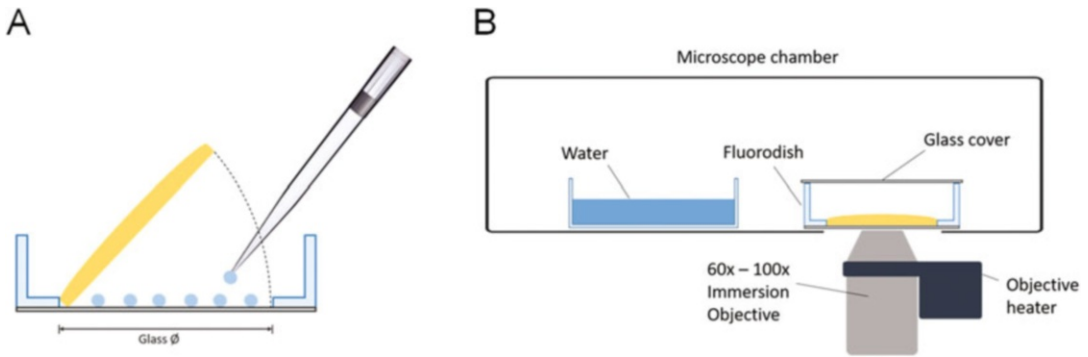 A
Glass Ø
B
Microscope chamber
Water
Fluorodish
Glass cover
60x – 100x
Immersion
Objective
Objective
heater